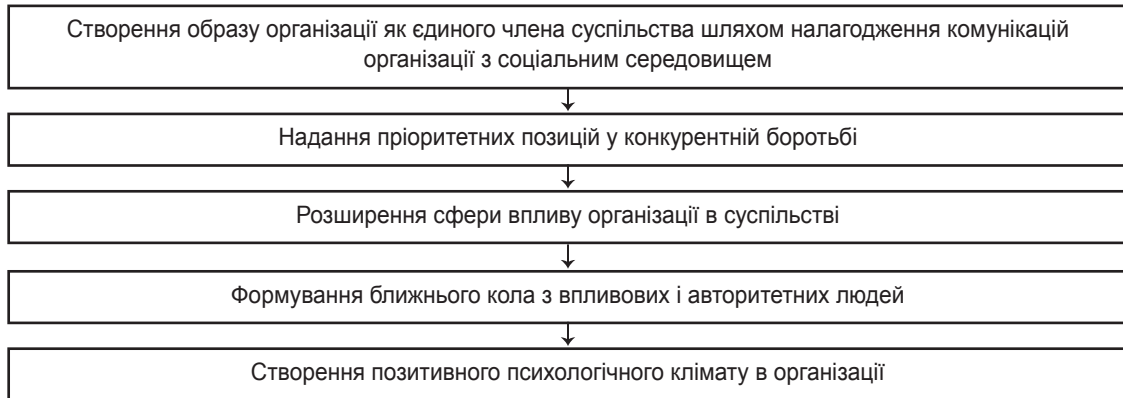 Створення образу організації як єдиного члена суспільства шляхом налагодження комунікацій
організації з соціальним середовищем
Надання пріоритетних позицій у конкурентній боротьбі
Розширення сфери впливу організації в суспільстві
Формування ближнього кола з впливових і авторитетних людей
Створення позитивного психологічного клімату в організації